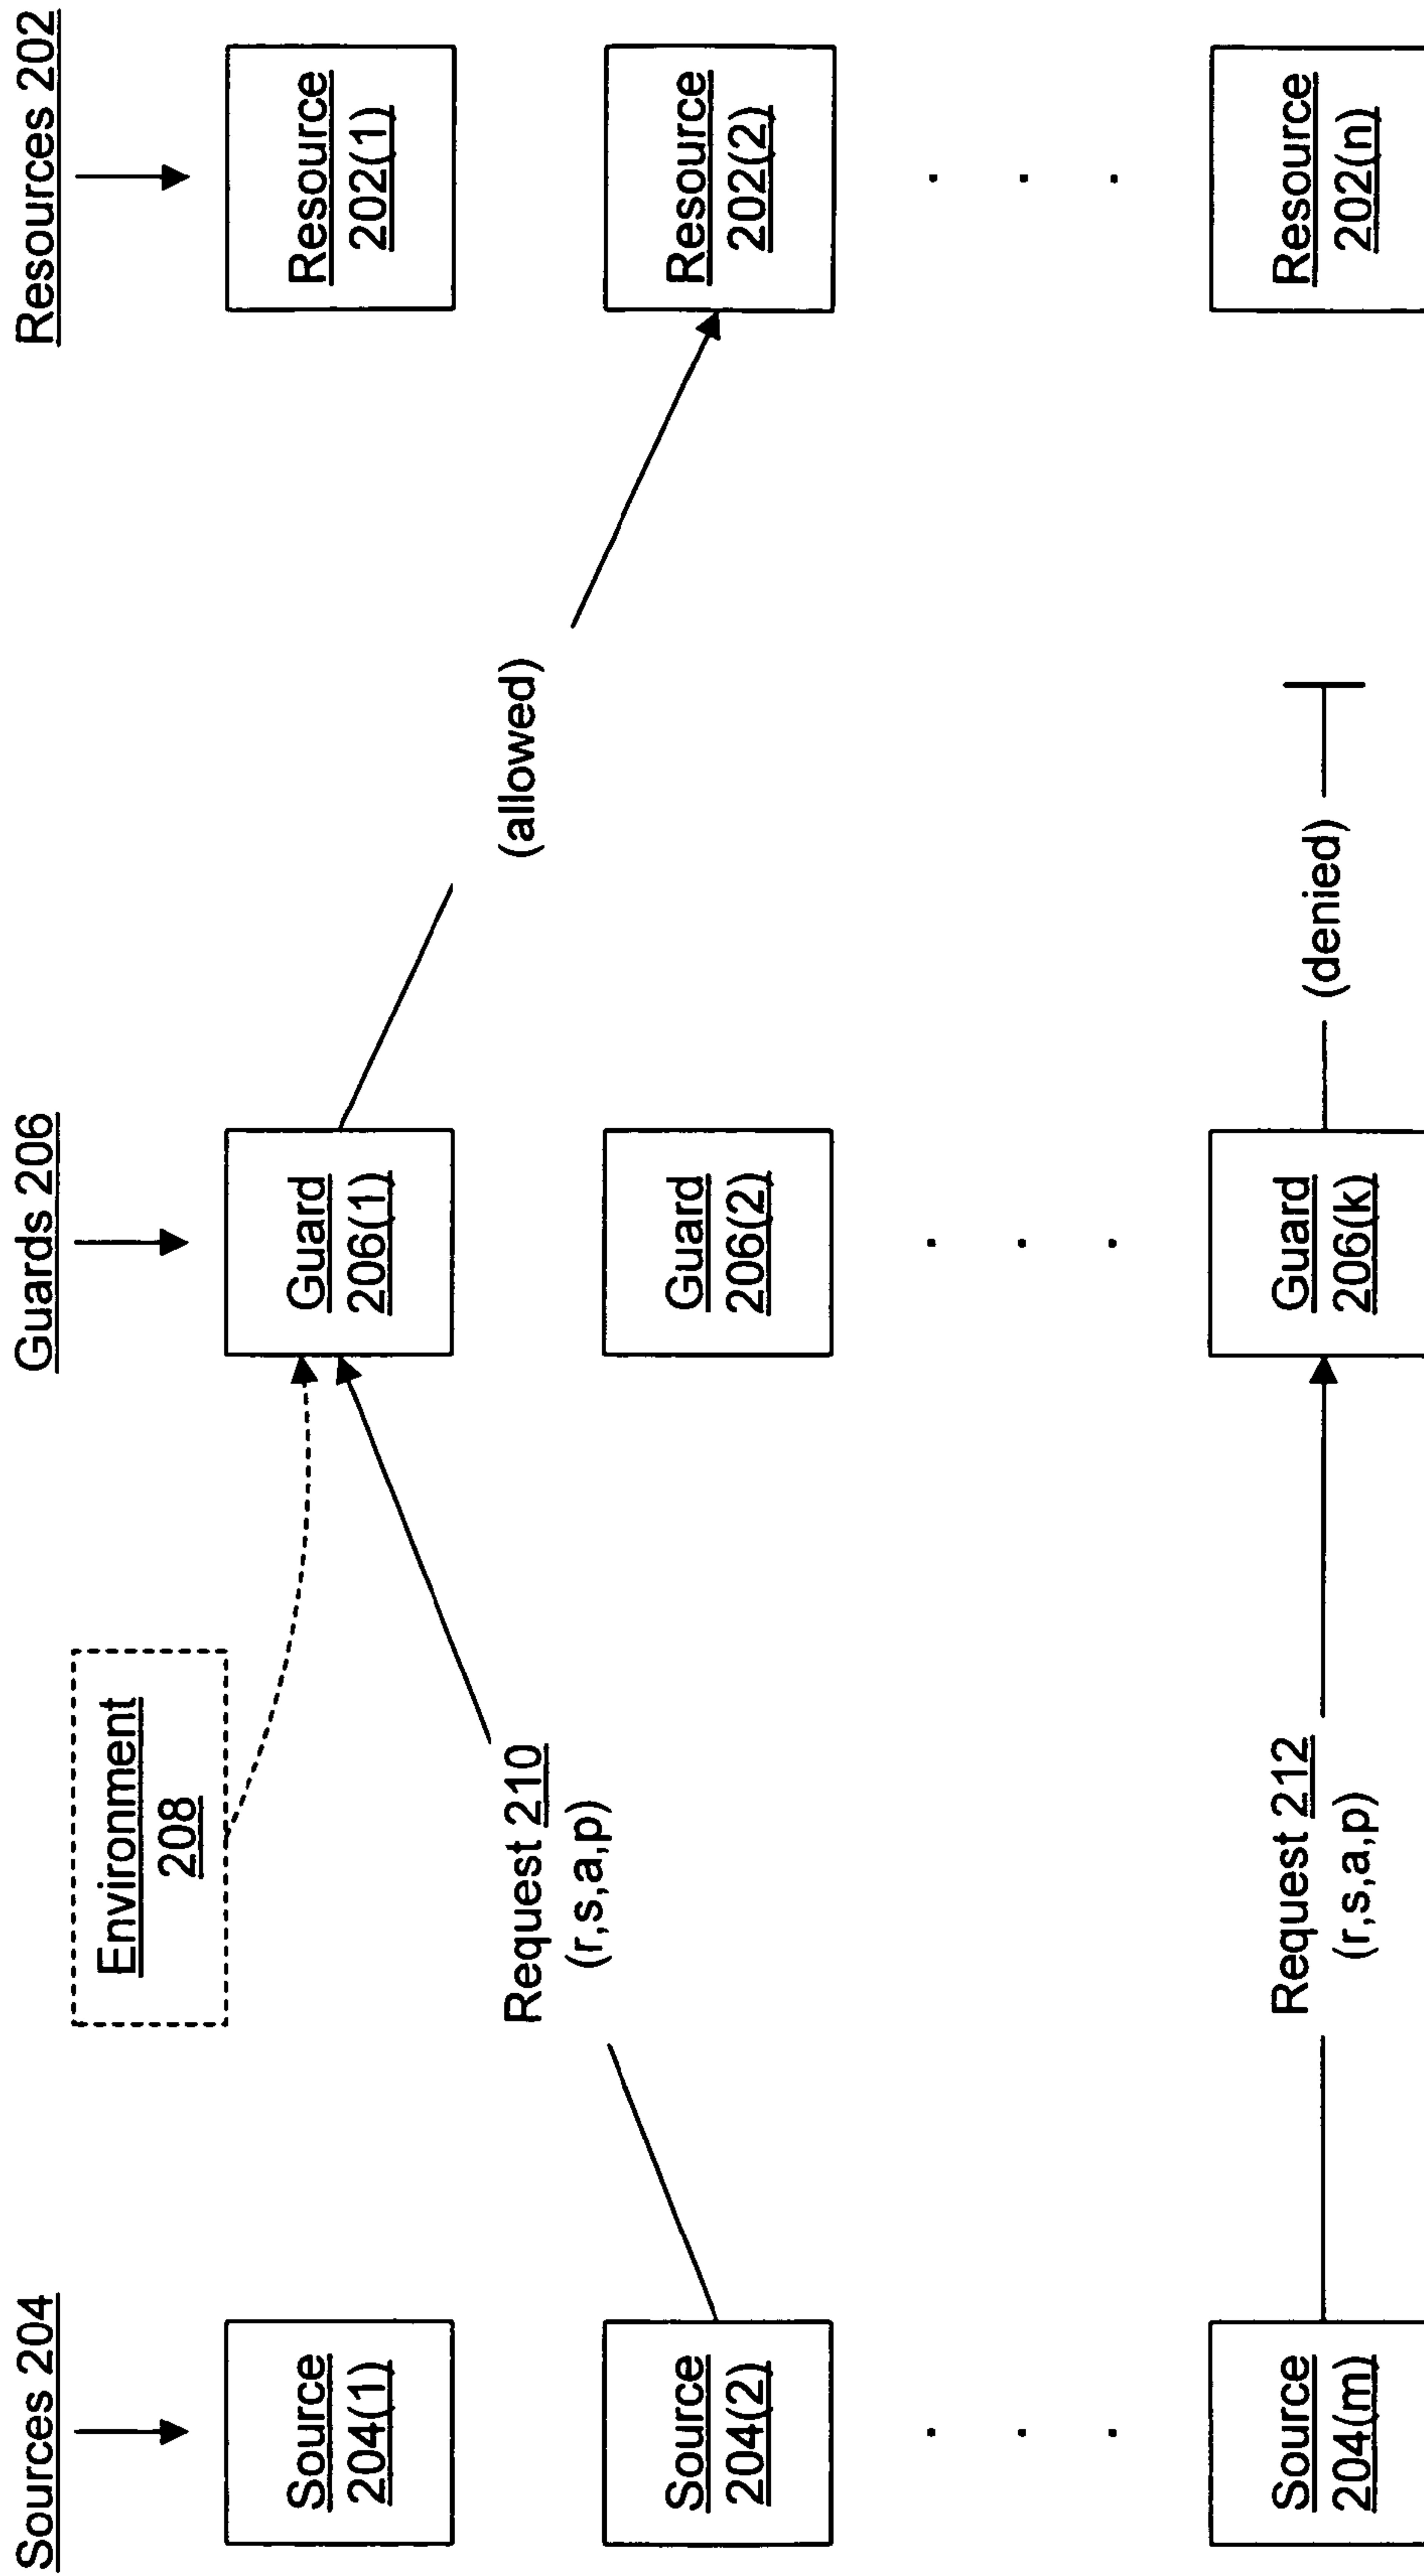 Sources 204
Guards 206
Resources 202
Environment
208
Source
204(1)
Guard
206(1)
Resource
202(1)
Request 210
(r,s,a,p)
(allowed)
Source
204(2)
Guard
206(2)
Resource
202(2)
. . .
. . .
. . .
Source
204(m)
Request 212
(r,s,a,p)
Guard
206(k)
(denied)
Resource
202(n)